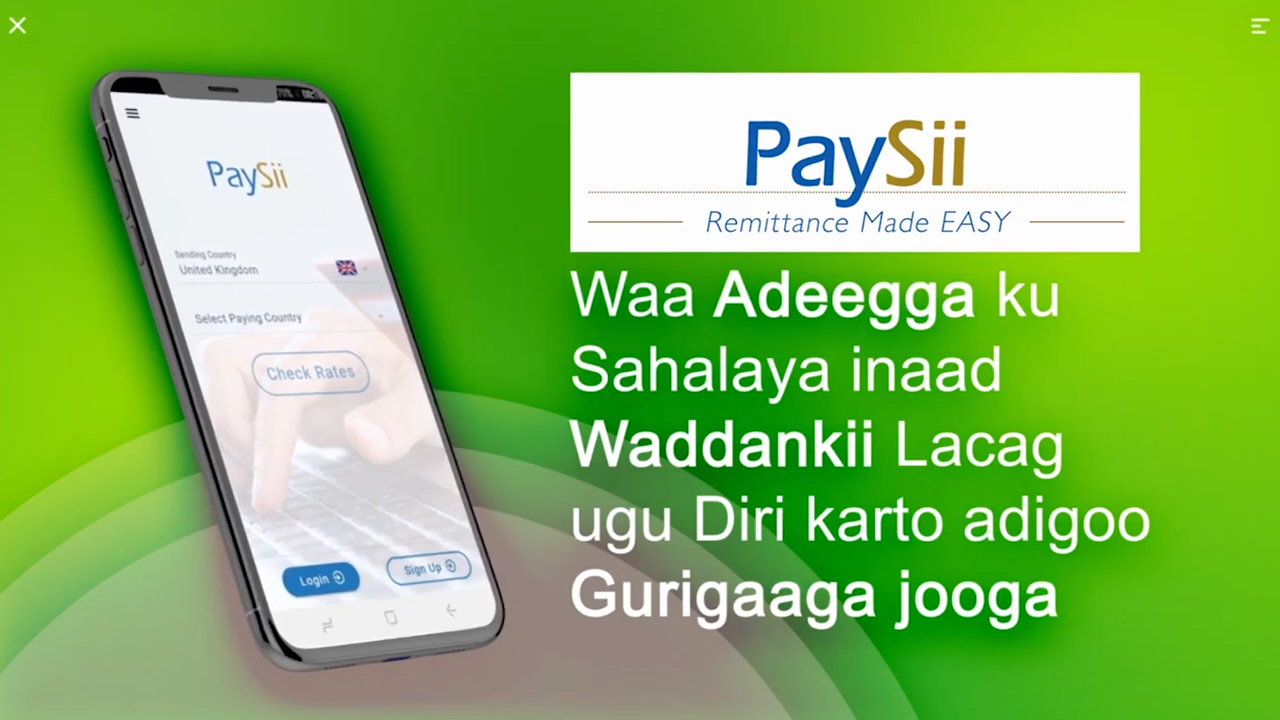 PaySii
Sending Country
United Kingdom
Select Paying Country
Check Rates
Login
Sign Up
PaySii
Remittance Made EASY
Waa Adeegga ku
Sahalaya inaad
Waddankii Lacag
ugu Diri karto adigoo
Gurigaaga jooga